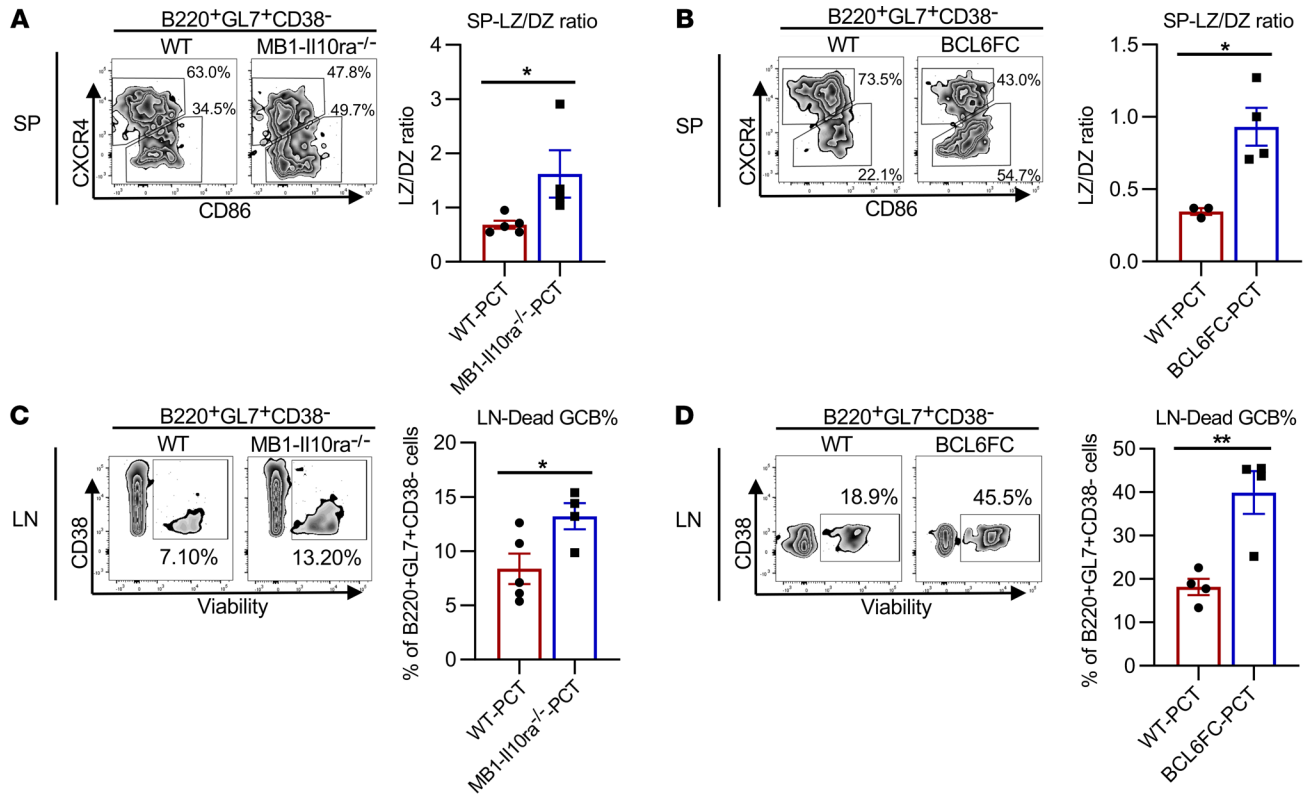 A
B220+GL7+CD38-
WT
MB1-Il10ra-/-
SP
63.0%
34.5%
47.8%
49.7%
CXCR4
CD86
SP-LZ/DZ ratio
LZ/DZ ratio
4
3
2
1
0
*
WT-PCT
MB1-Il10ra-/--PCT
B
B220+GL7+CD38-
WT
BCL6FC
SP
73.5%
22.1%
43.0%
54.7%
CXCR4
CD86
SP-LZ/DZ ratio
LZ/DZ ratio
1.5
1.0
0.5
0.0
*
WT-PCT
BCL6FC-PCT
C
B220+GL7+CD38-
WT
MB1-Il10ra-/-
LN
7.10%
13.20%
CD38
Viability
LN-Dead GCB%
% of B220+GL7+CD38- cells
20
15
10
5
0
*
WT-PCT
MB1-Il10ra-/--PCT
D
B220+GL7+CD38-
WT
BCL6FC
LN
18.9%
45.5%
CD38
Viability
LN-Dead GCB%
% of B220+GL7+CD38- cells
50
40
30
20
10
0
**
WT-PCT
BCL6FC-PCT